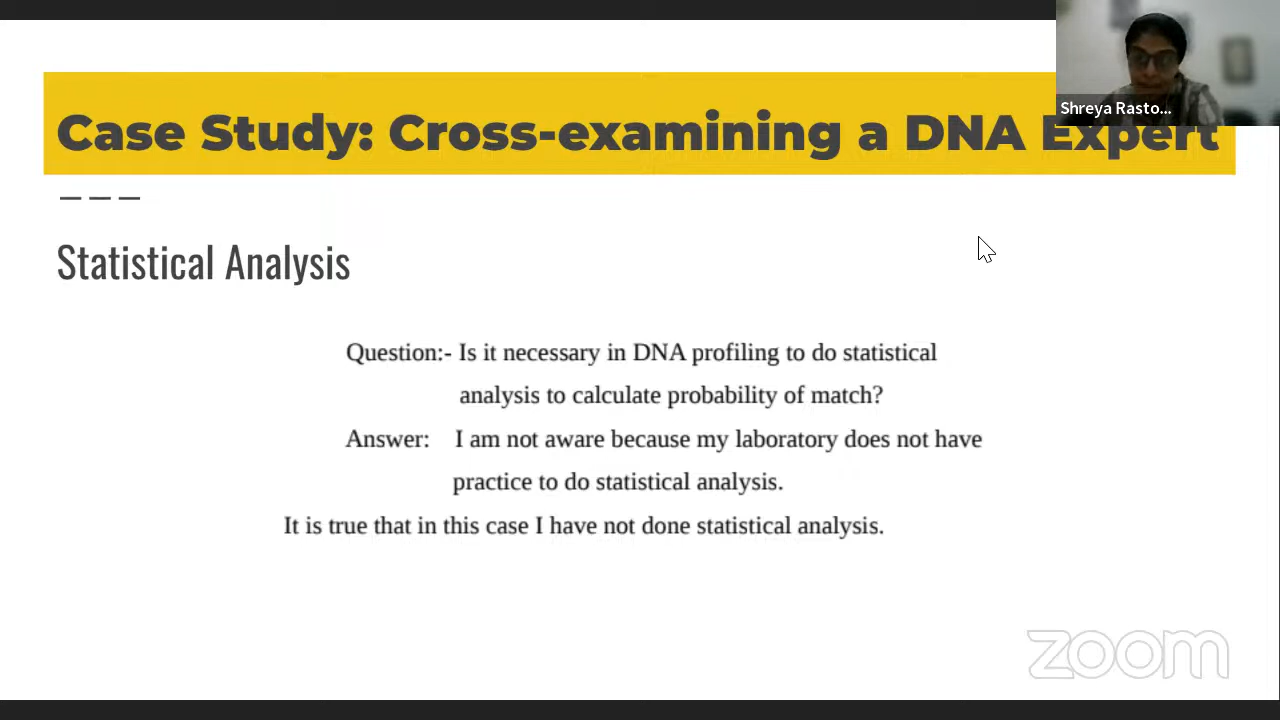 Shreya Rasto...
Case Study: Cross-examining a DNA Expert
Statistical Analysis
Question:- Is it necessary in DNA profiling to do statistical
analysis to calculate probability of match?
Answer: I am not aware because my laboratory does not have
practice to do statistical analysis.
It is true that in this case I have not done statistical analysis.
zoom